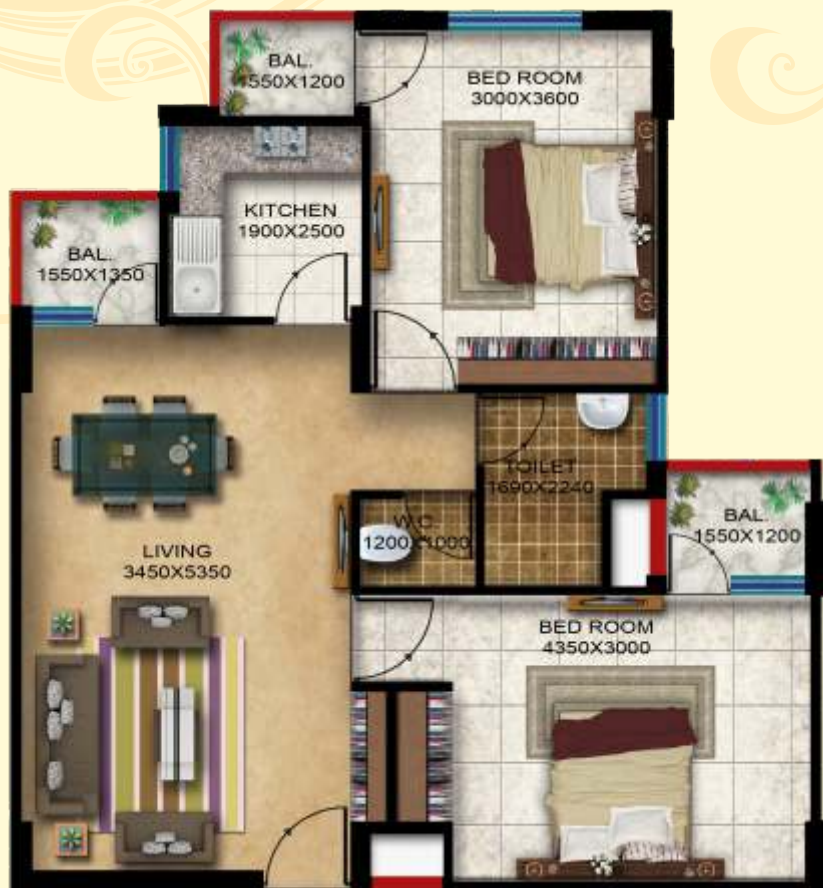 BAL.
1550X1200
BED ROOM
3000X3600
KITCHEN
1900X2500
BAL.
1550X1350
TOILET
1690X2240
W.C.
1200X1000
BAL.
1550X1200
LIVING
3450X5350
BED ROOM
4350X3000